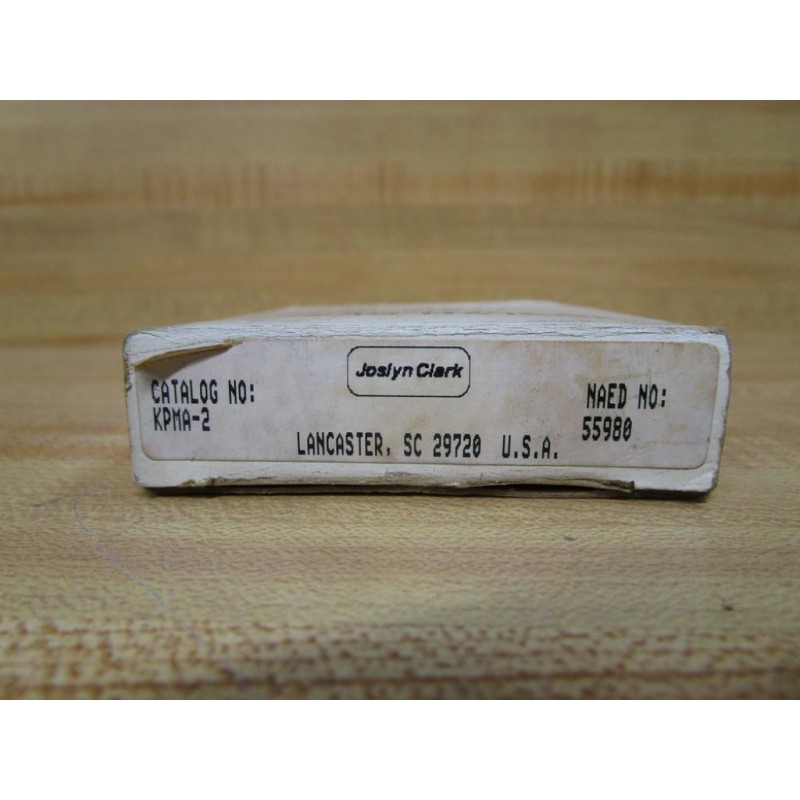 Joslyn Clark
CATALOG NO:
KPMA-2
NAED NO:
55980
LANCASTER, SC 29720 U.S.A.